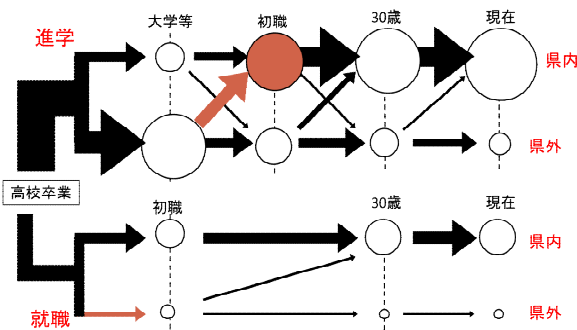 大学等 初職 30歳 現在
進学
県内
県外
高校卒業
初職 30歳 現在
県内
就職 県外